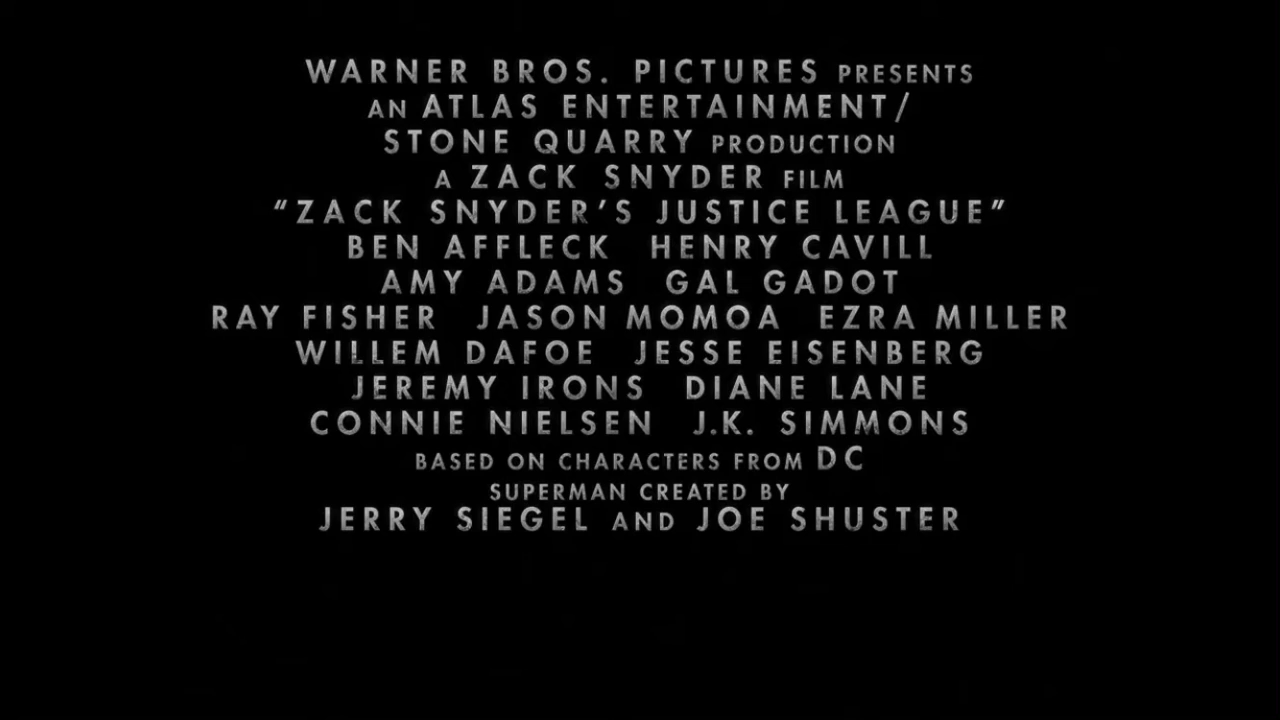 WARNER BROS. PICTURES PRESENTS
AN ATLAS ENTERTAINMENT/
STONE QUARRY PRODUCTION
A ZACK SNYDER FILM
“ZACK SNYDER’S JUSTICE LEAGUE”
BEN AFFLECK HENRY CAVILL
AMY ADAMS GAL GADOT
RAY FISHER JASON MOMOA EZRA MILLER
WILLEM DAFOE JESSE EISENBERG
JEREMY IRONS DIANE LANE
CONNIE NIELSEN J.K. SIMMONS
BASED ON CHARACTERS FROM DC
SUPERMAN CREATED BY
JERRY SIEGEL AND JOE SHUSTER